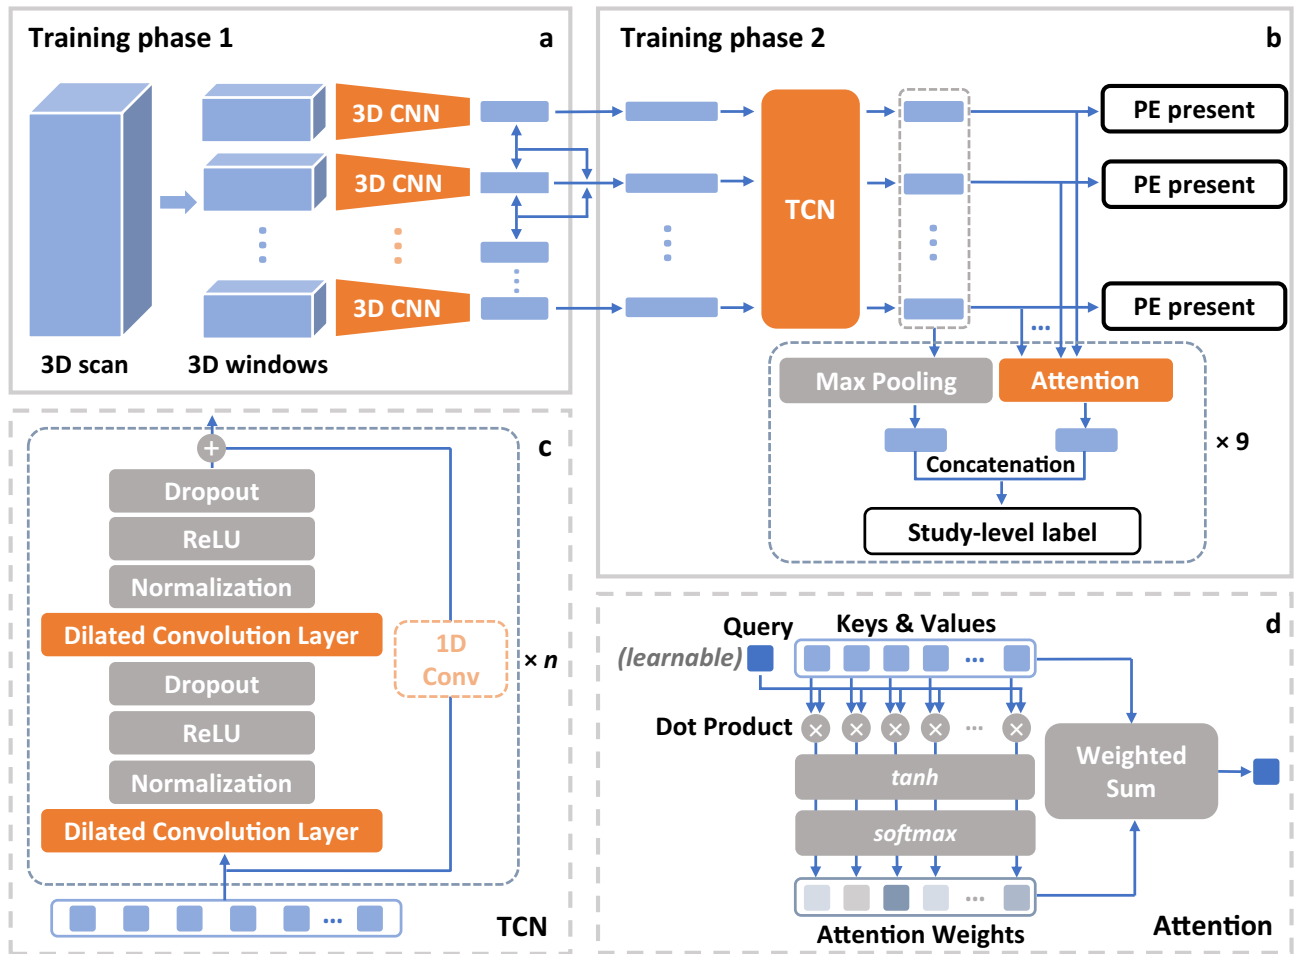 Training phase 1
a
3D CNN
3D CNN
3D CNN
3D scan
3D windows
Training phase 2
b
TCN
PE present
PE present
PE present
...
Max Pooling
Attention
Concatenation
× 9
Study-level label
c
+
Dropout
ReLU
Normalization
Dilated Convolution Layer
1D
Conv
× n
Dropout
ReLU
Normalization
Dilated Convolution Layer
...
TCN
d
Query
(learnable)
Keys & Values
...
Dot Product
× × × × ... ×
tanh
softmax
Weighted
Sum
...
Attention Weights
Attention